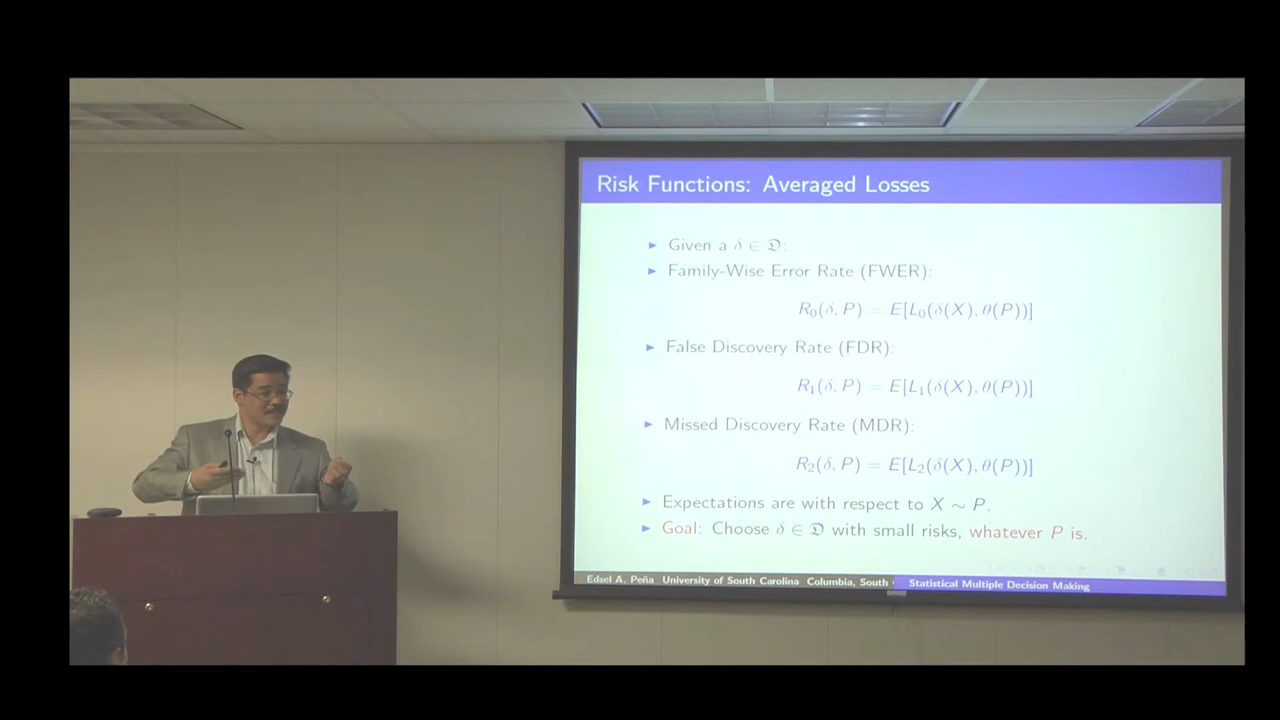 Risk Functions: Averaged Losses
▶ Given a δ ∈ 𝔇:
▶ Family-Wise Error Rate (FWER):
R₀(δ, P) = E[L₀(δ(X), θ(P))]
▶ False Discovery Rate (FDR):
R₁(δ, P) = E[L₁(δ(X), θ(P))]
▶ Missed Discovery Rate (MDR):
R₂(δ, P) = E[L₂(δ(X), θ(P))]
▶ Expectations are with respect to X ∼ P.
▶ Goal: Choose δ ∈ 𝔇 with small risks, whatever P is.
Edsel A. Peña University of South Carolina Columbia, South
Statistical Multiple Decision Making